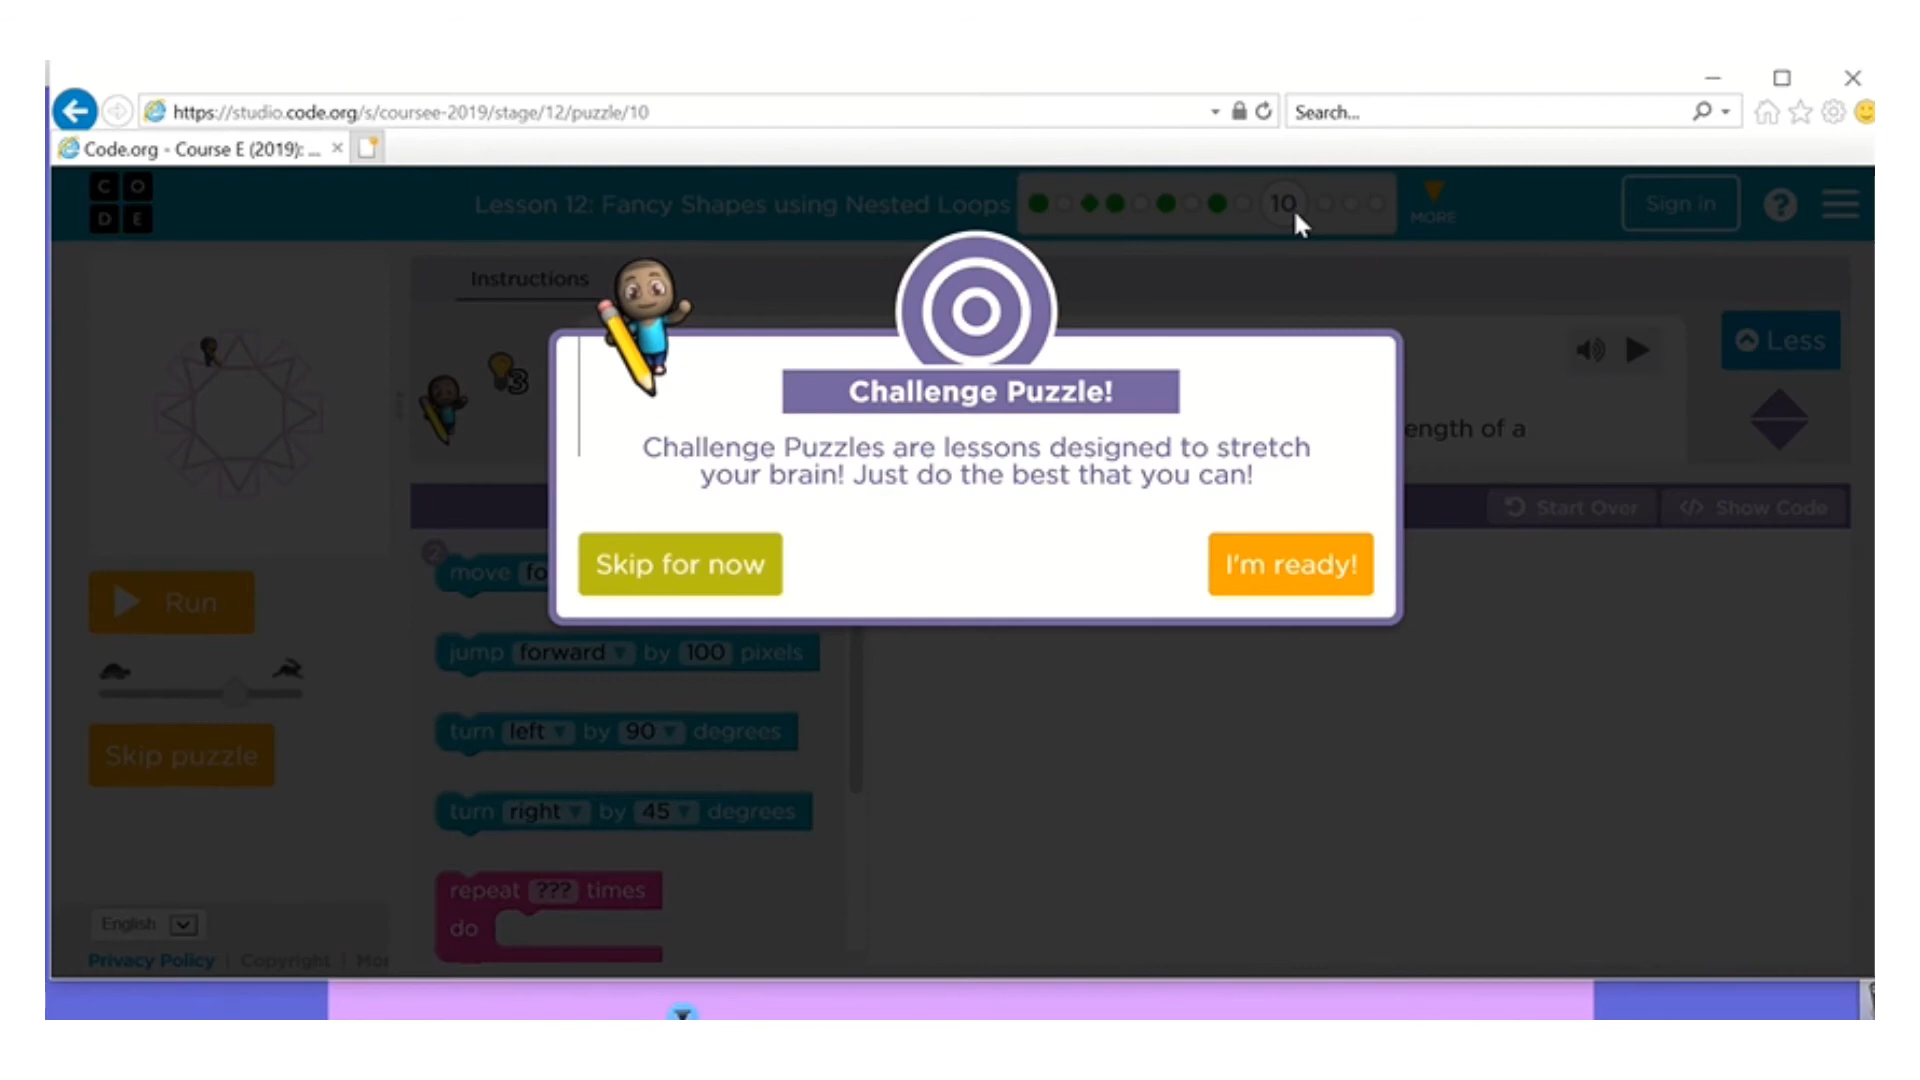 https://studio.code.org/s/coursee-2019/stage/12/puzzle/10
Search...
Code.org - Course E (2019): ...
C O
D E
Lesson 12: Fancy Shapes using Nested Loops
10
MORE
Sign In
?
Instructions
3
Less
Challenge Puzzle!
ength of a
Challenge Puzzles are lessons designed to stretch
your brain! Just do the best that you can!
Start Over
</> Show Code
Skip for now
I'm ready!
2
move fo
Run
jump forward by 100 pixels
turn left by 90 degrees
Skip puzzle
turn right by 45 degrees
repeat ??? times
do
English
Privacy Policy | Copyright | Mor